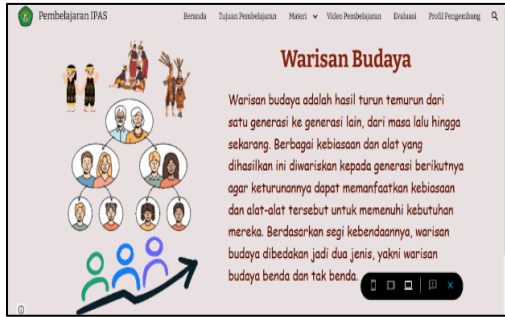 Pembelajaran IPAS
Beranda Tujuan Pembelajaran Materi Video Pembelajaran Evaluasi Profil Pengembang
Warisan Budaya
Warisan budaya adalah hasil turun temurun dari
satu generasi ke generasi lain, dari masa lalu hingga
sekarang. Berbagai kebiasaan dan alat yang
dihasilkan ini diwariskan kepada generasi berikutnya
agar keturunannya dapat memanfaatkan kebiasaan
dan alat-alat tersebut untuk memenuhi kebutuhan
mereka. Berdasarkan segi kebendaannya, warisan
budaya dibedakan jadi dua jenis, yakni warisan
budaya benda dan tak benda.